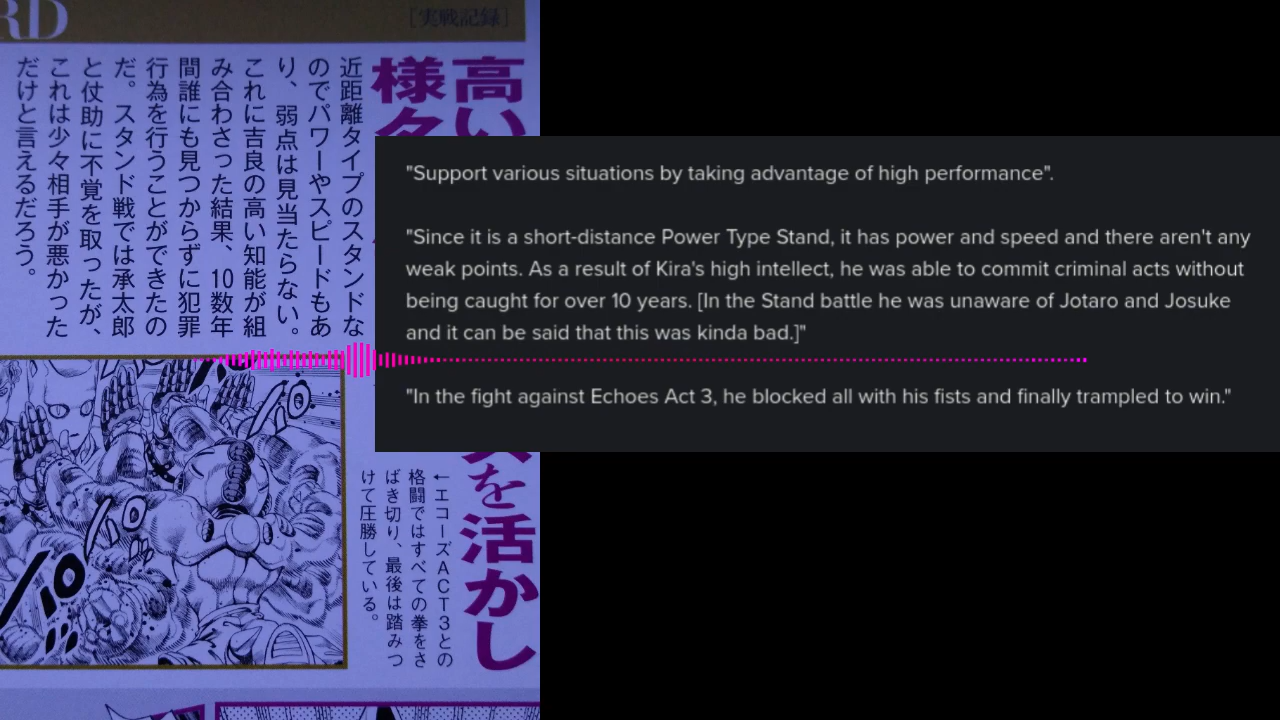 RD
[実戦記録]
高い
様々
スを活かし
近距離タイプのスタンドな
のでパワーやスピードもあ
り、弱点は見当たらない。
これに吉良の高い知能が組
み合わさった結果、10数年
間誰にも見つからずに犯罪
行為を行うことができたの
だ。スタンド戦では承太郎
と仗助に不覚を取ったが、
これは少々相手が悪かった
だけと言えるだろう。
←エコーズACT3との
格闘ではすべての拳をさ
ばき切り、最後は踏みつ
けて圧勝している。
"Support various situations by taking advantage of high performance".
"Since it is a short-distance Power Type Stand, it has power and speed and there aren't any
weak points. As a result of Kira's high intellect, he was able to commit criminal acts without
being caught for over 10 years. [In the Stand battle he was unaware of Jotaro and Josuke
and it can be said that this was kinda bad.]"
"In the fight against Echoes Act 3, he blocked all with his fists and finally trampled to win."